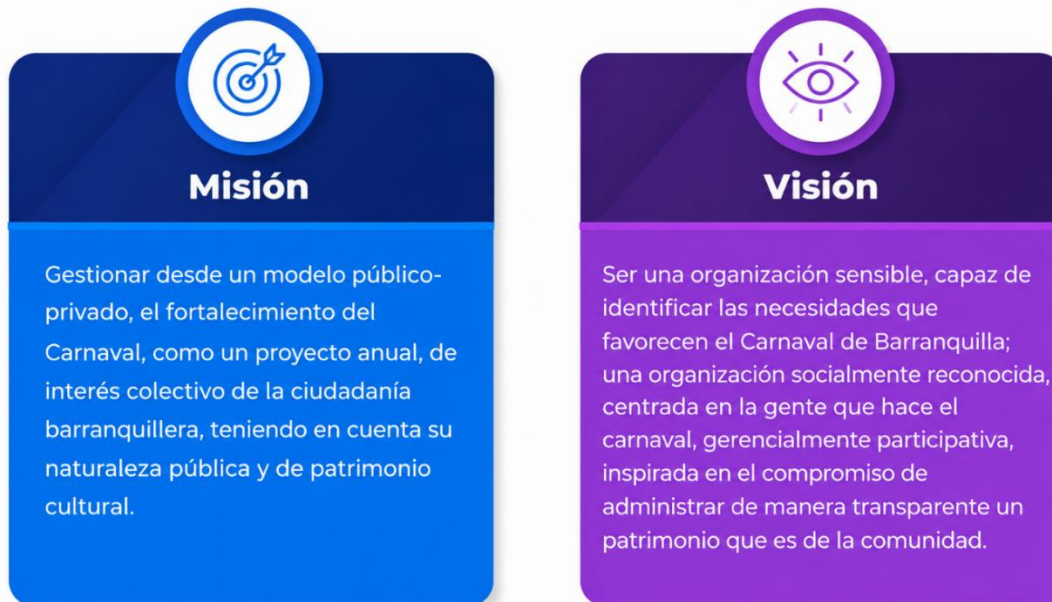 Misión
Gestionar desde un modelo público-
privado, el fortalecimiento del
Carnaval, como un proyecto anual, de
interés colectivo de la ciudadanía
barranquillera, teniendo en cuenta su
naturaleza pública y de patrimonio
cultural.
Visión
Ser una organización sensible, capaz de
identificar las necesidades que
favorecen el Carnaval de Barranquilla;
una organización socialmente reconocida,
centrada en la gente que hace el
carnaval, gerencialmente participativa,
inspirada en el compromiso de
administrar de manera transparente un
patrimonio que es de la comunidad.